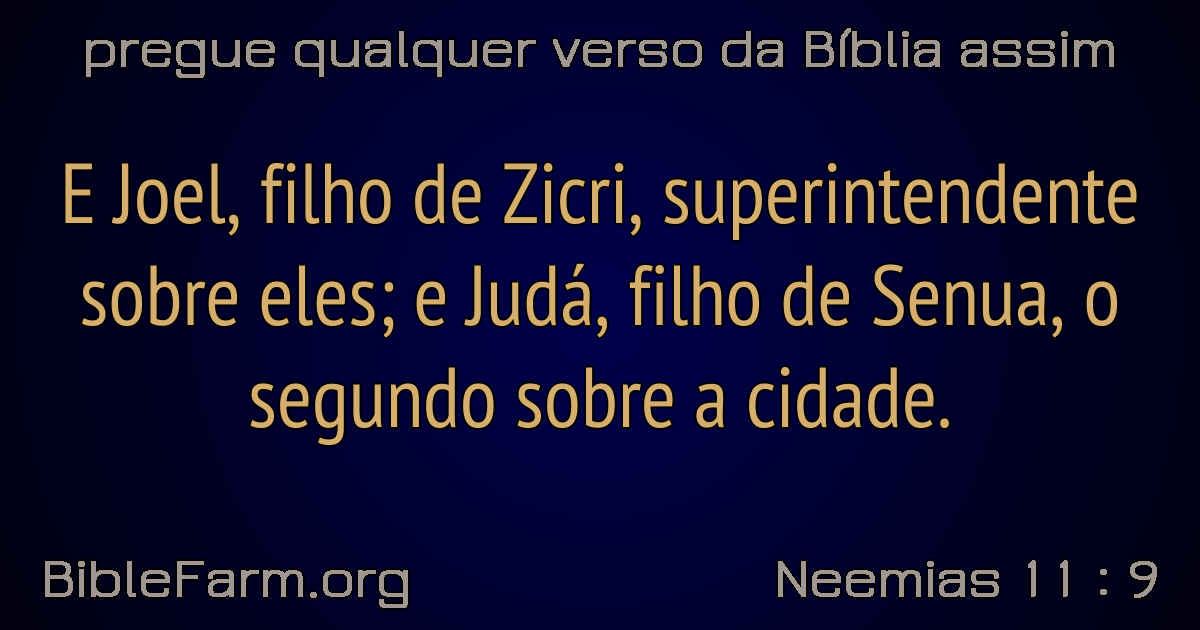 pregue qualquer verso da Bíblia assim
E Joel, filho de Zicri, superintendente
sobre eles; e Judá, filho de Senua, o
segundo sobre a cidade.
BibleFarm.org
Neemias 11 : 9